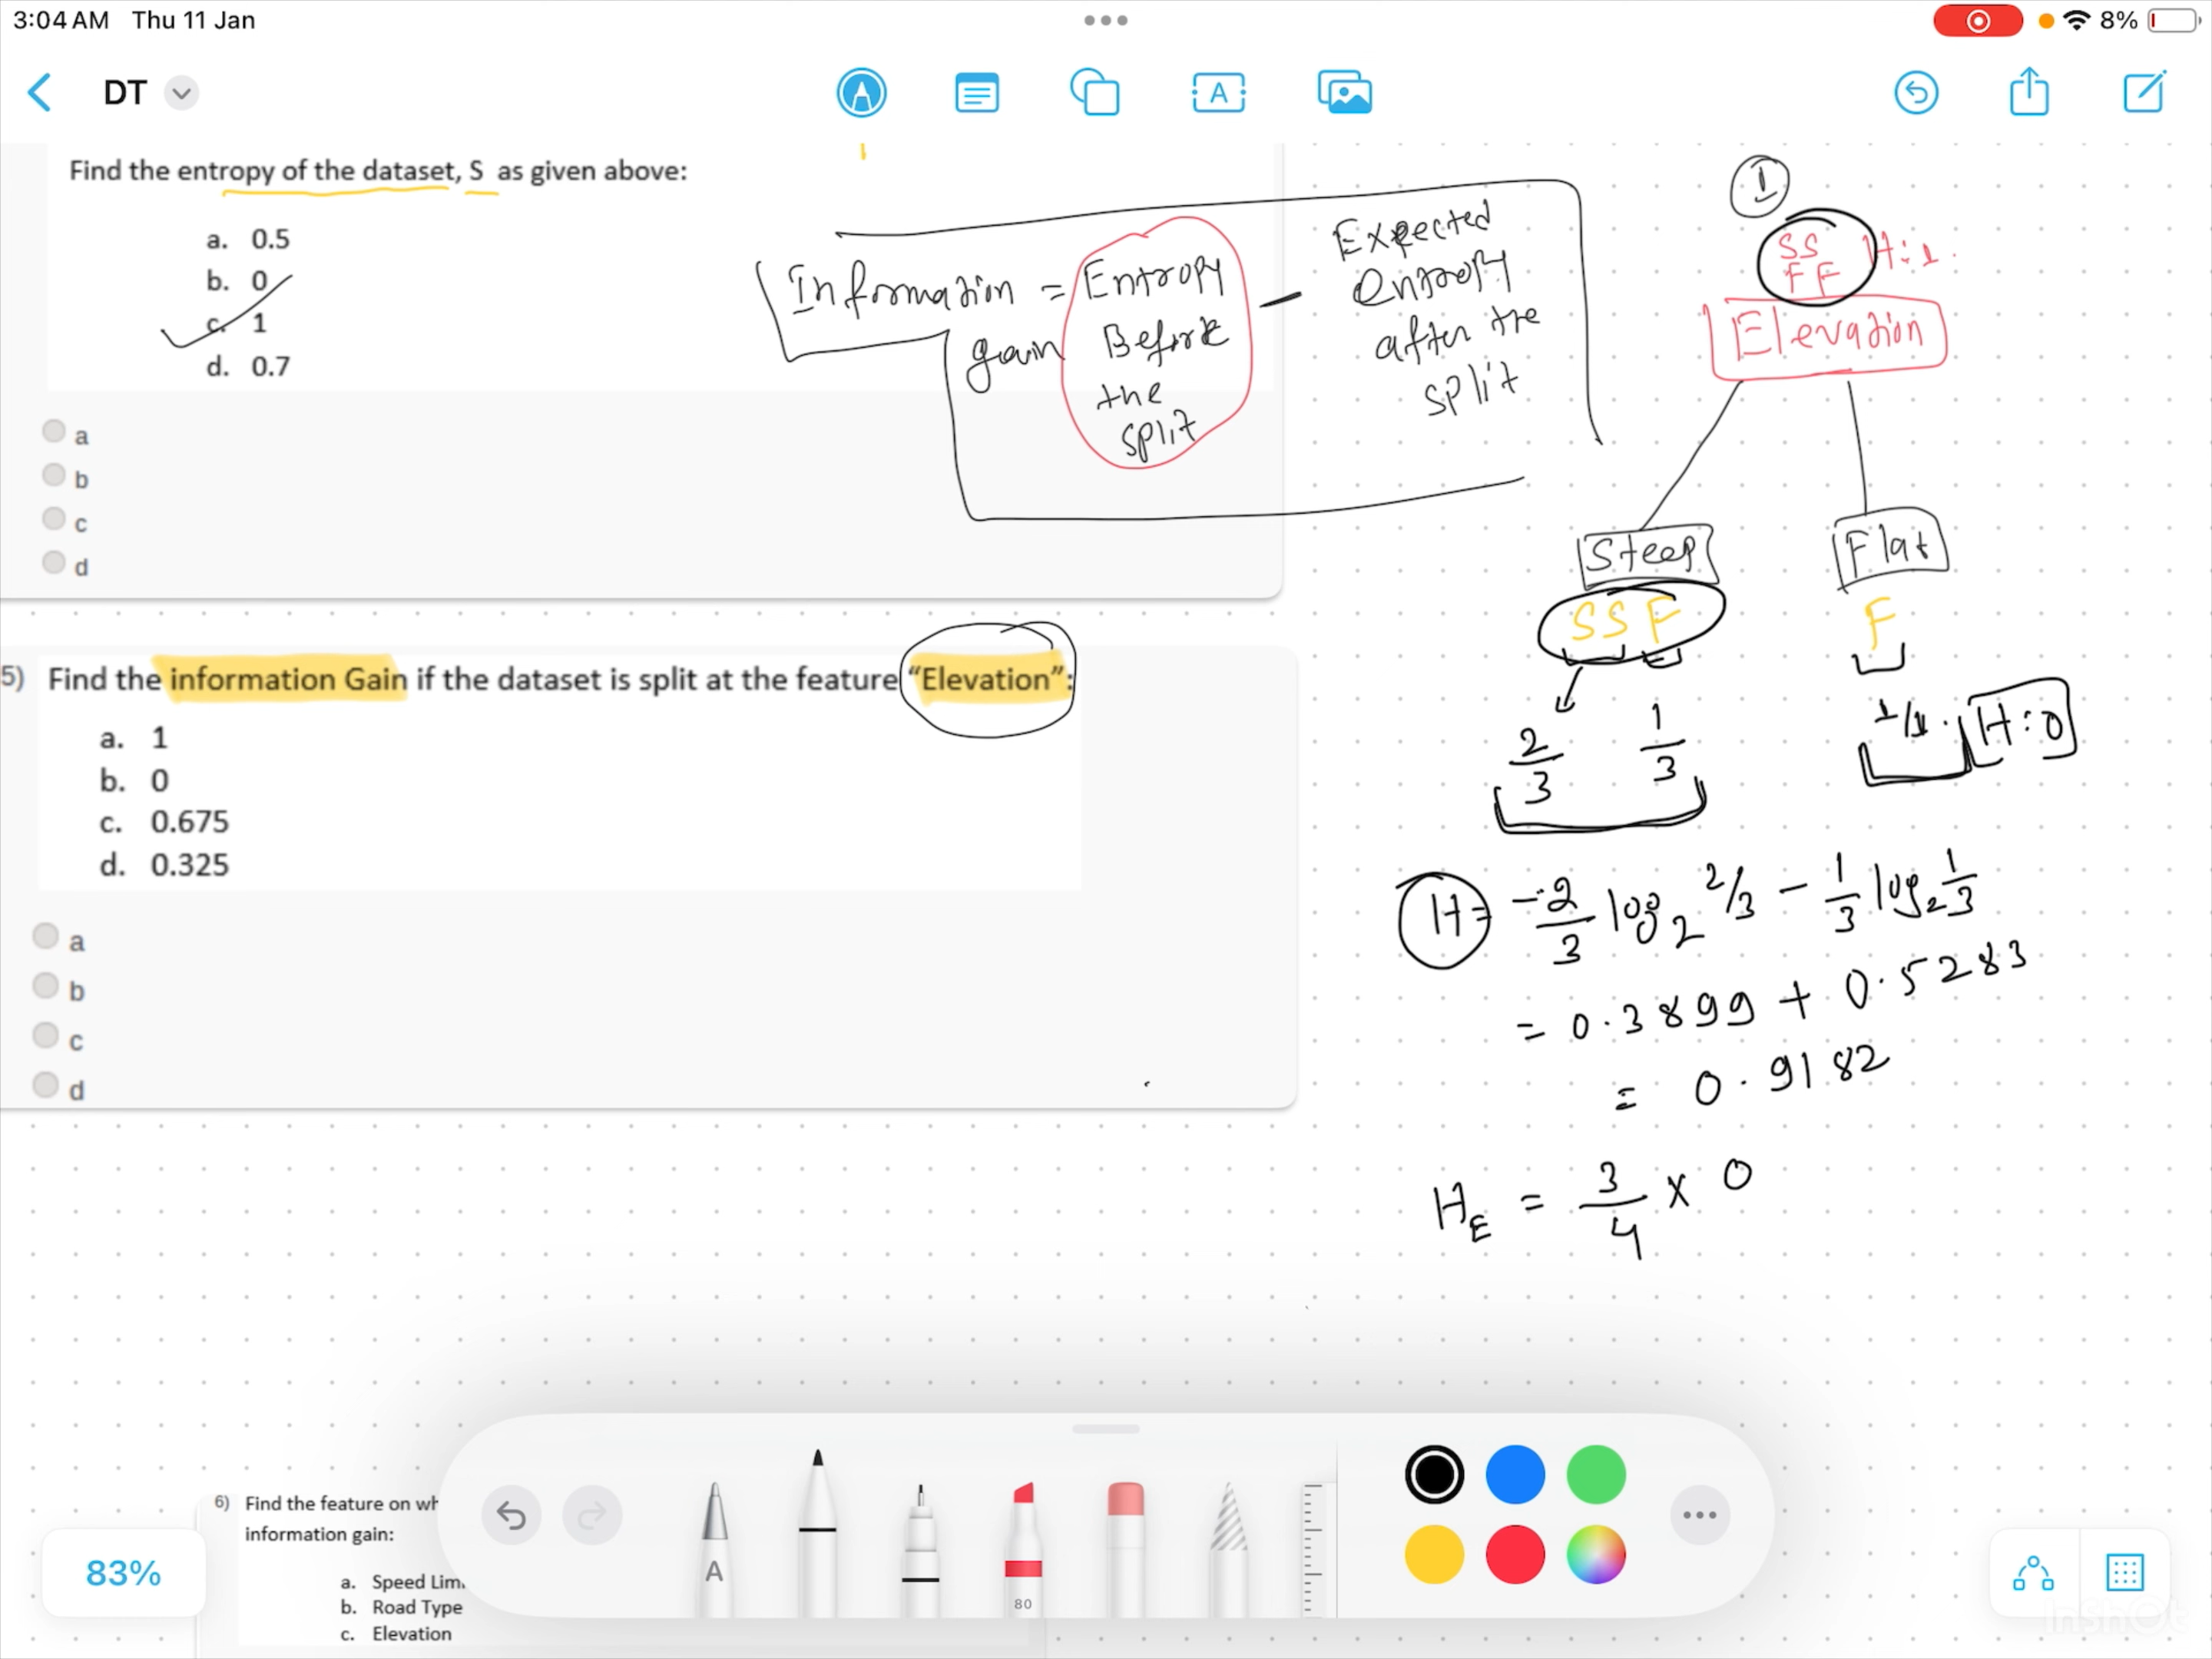 3:04 AM Thu 11 Jan
8%
DT
A
Find the entropy of the dataset, S as given above:
a. 0.5
b. 0
c. 1
d. 0.7
a
b
c
d
Information gain = Entropy Before the split − Expected entropy after the split
1
SS
FF
H:1.
Elevation
Steep
Flat
SSF
F
2/3
1/3
1/1.
H:0
H = -2/3 log2 2/3 − 1/3 log2 1/3
= 0.3899 + 0.5283
= 0.9182
HE = 3/4 x 0
5) Find the information Gain if the dataset is split at the feature "Elevation":
a. 1
b. 0
c. 0.675
d. 0.325
a
b
c
d
6) Find the feature on wh
information gain:
a. Speed Lim
b. Road Type
c. Elevation
83%
A
80
InShOt